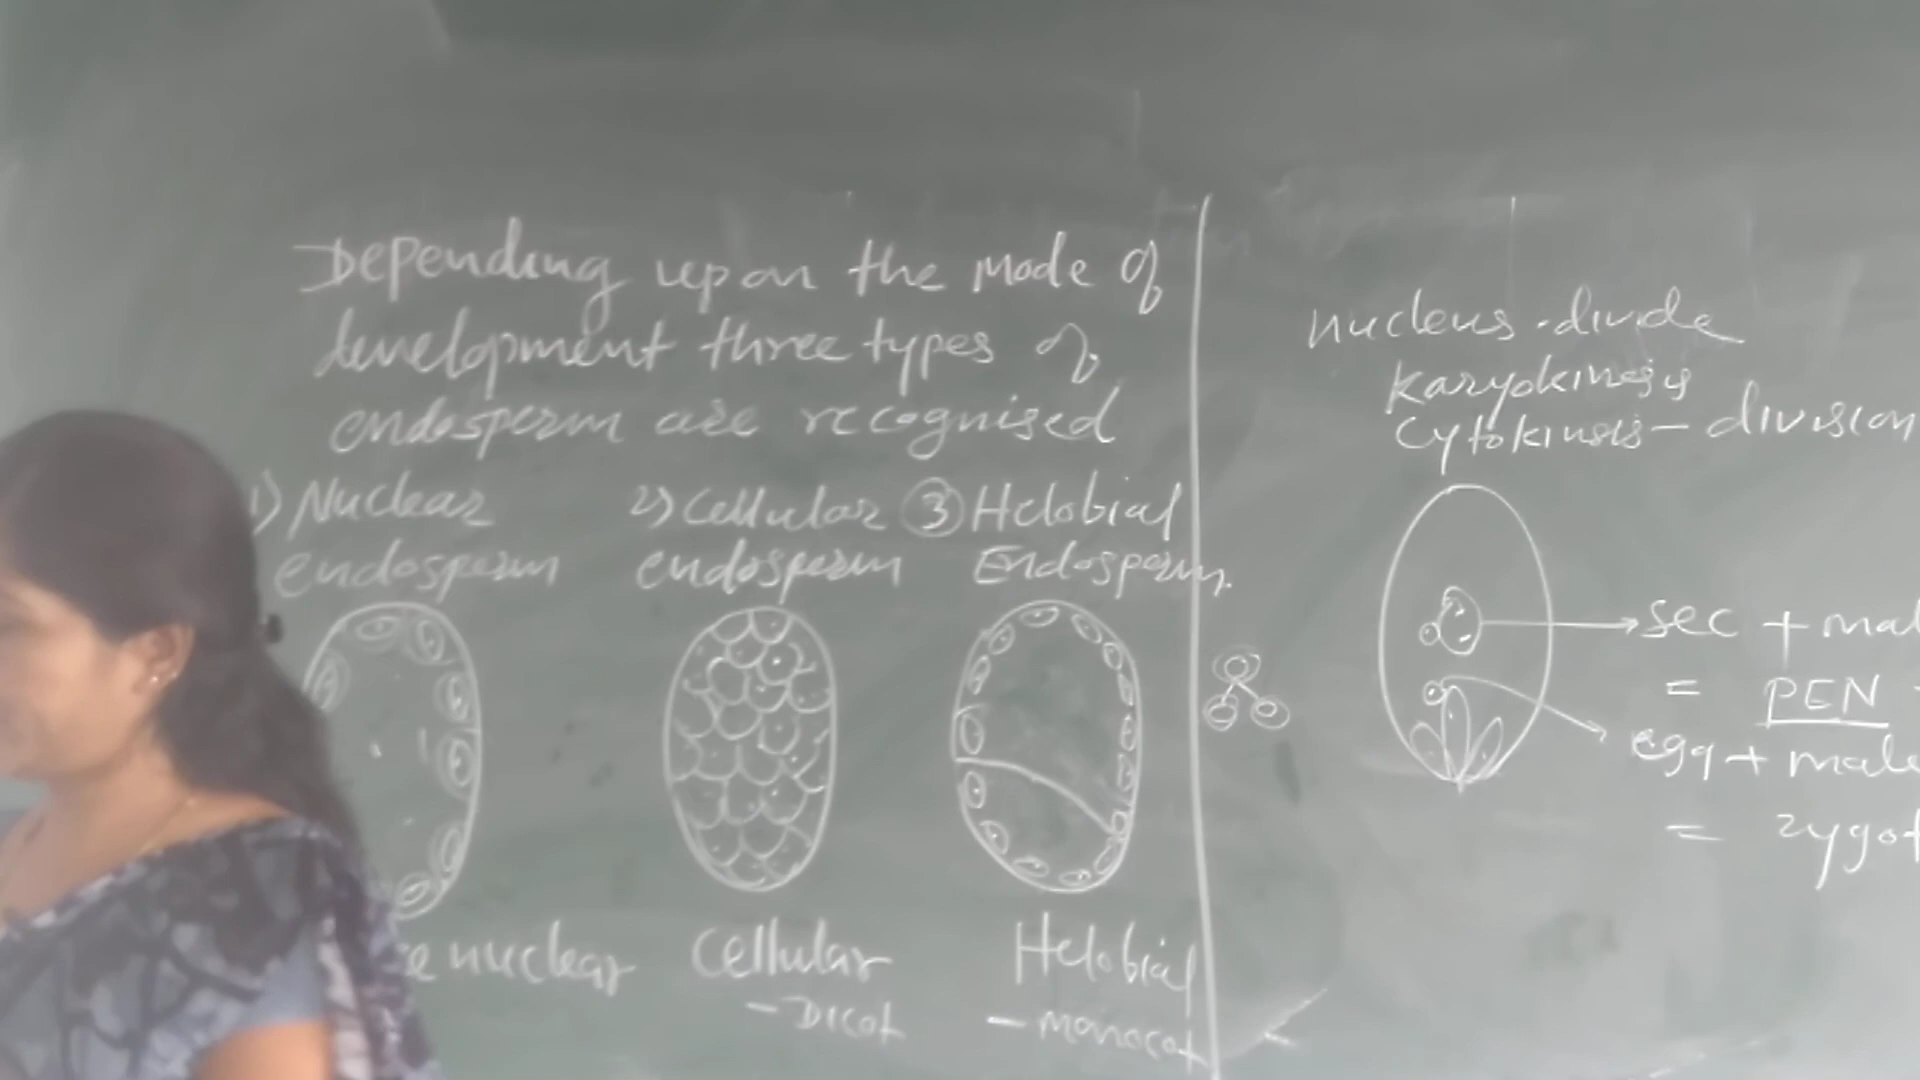 Depending upon the mode of
development three types of
endosperm are recognised
1) Nuclear
endosperm
2) Cellular
endosperm
③ Helobial
Endosperm.
nuclear
Cellular
- Dicot
Helobial
- monocot
nucleus - divide
Karyokinesis
Cytokinesis - division
sec + mal
= PEN
egg + male
= zygot